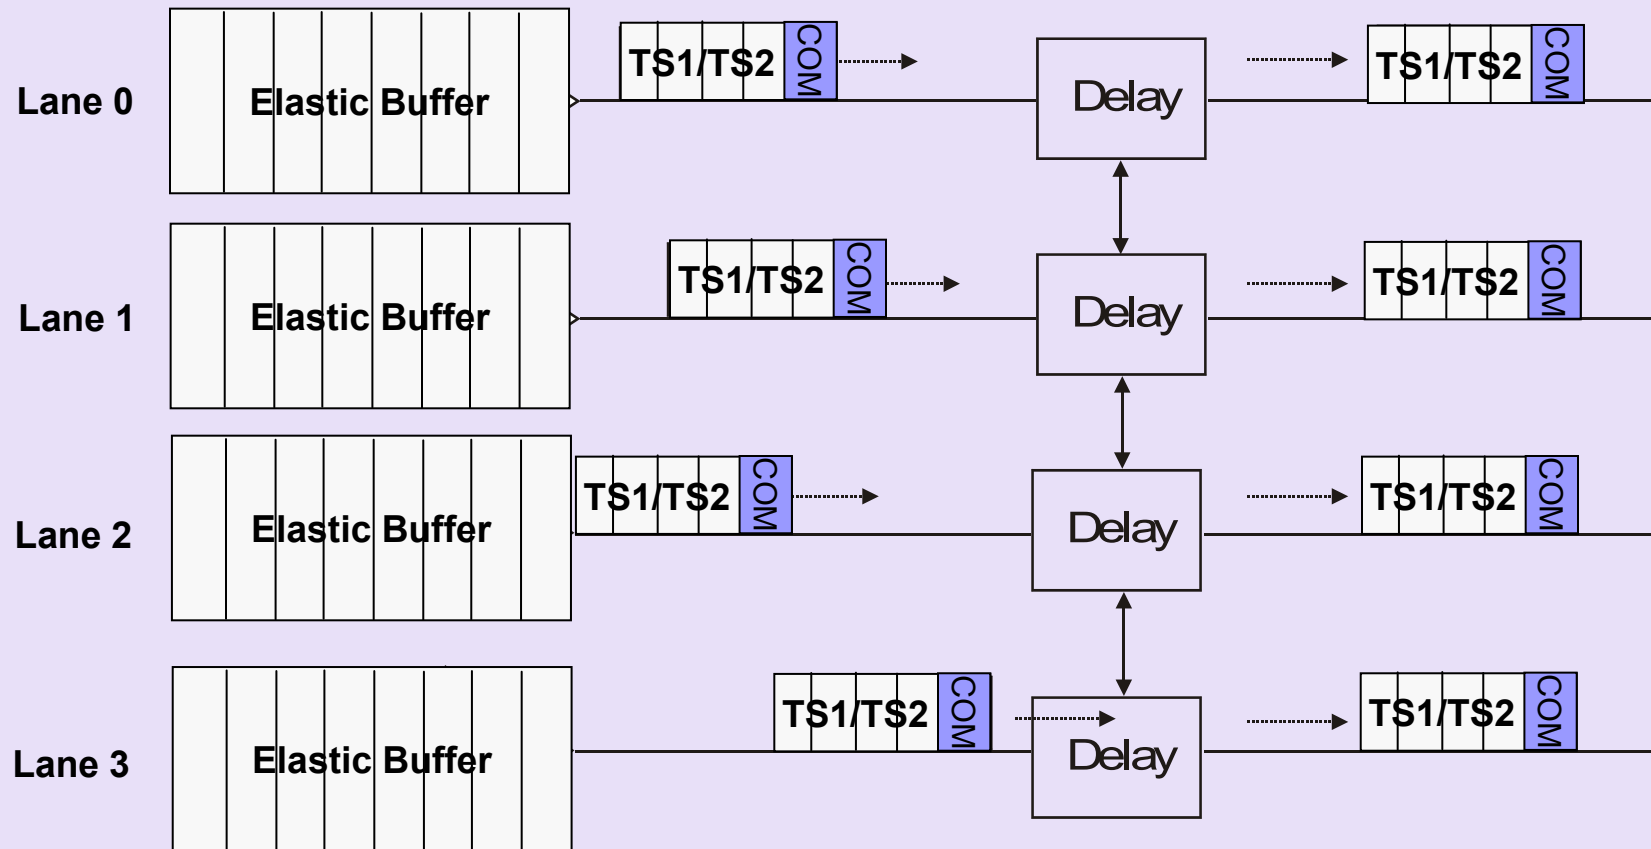 Lane 0 Elastic Buffer TS1/TS2 COM Delay TS1/TS2 COM
Lane 1 Elastic Buffer TS1/TS2 COM Delay TS1/TS2 COM
Lane 2 Elastic Buffer TS1/TS2 COM Delay TS1/TS2 COM
Lane 3 Elastic Buffer TS1/TS2 COM Delay TS1/TS2 COM